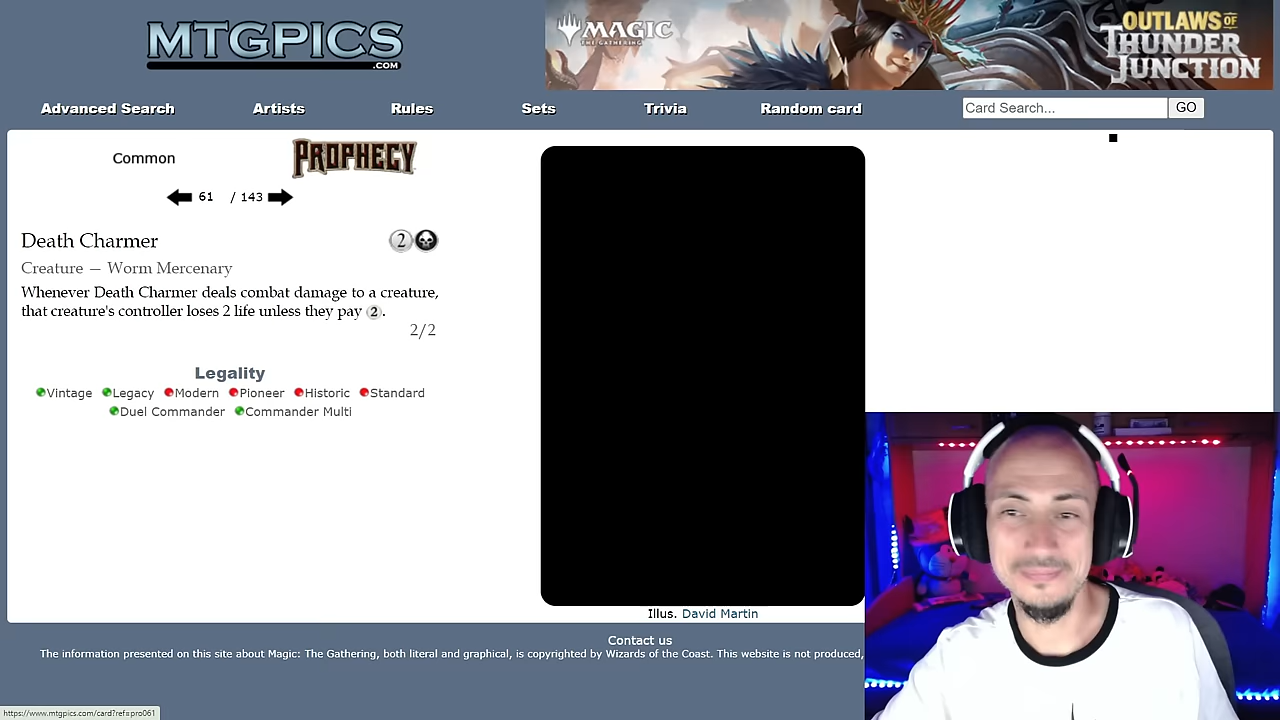 MTGPICS
.COM
MAGIC
THE GATHERING
OUTLAWS OF
THUNDER
JUNCTION
Advanced Search Artists Rules Sets Trivia Random card Card Search... GO
Common PROPHECY
61 / 143
Death Charmer 2
Creature — Worm Mercenary
Whenever Death Charmer deals combat damage to a creature,
that creature's controller loses 2 life unless they pay 2.
2/2
Legality
Vintage Legacy Modern Pioneer Historic Standard
Duel Commander Commander Multi
Illus. David Martin
Contact us
The information presented on this site about Magic: The Gathering, both literal and graphical, is copyrighted by Wizards of the Coast. This website is not produced,
https://www.mtgpics.com/card?ref=pro061